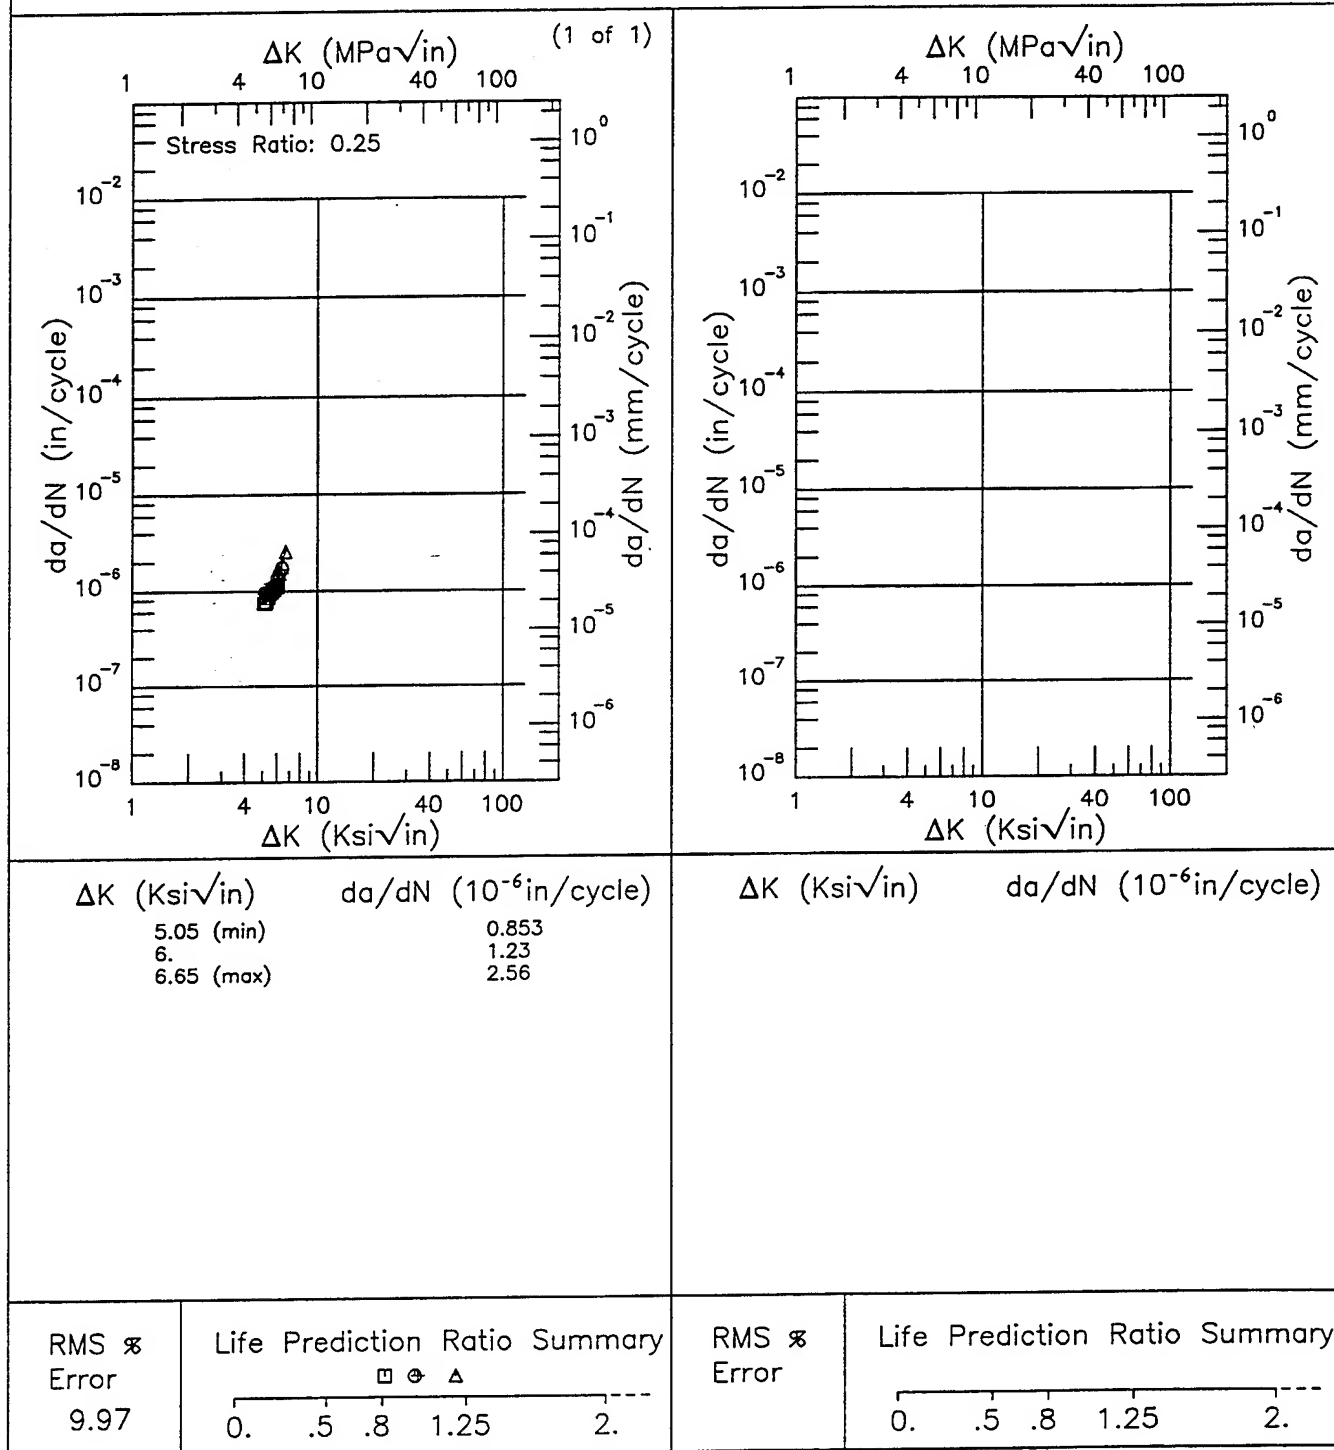 (1 of 1)
ΔK (MPa√in)
1 4 10 40 100
Stress Ratio: 0.25
da/dN (in/cycle)
10⁻²
10⁻³
10⁻⁴
10⁻⁵
10⁻⁶
10⁻⁷
10⁻⁸
10⁰
10⁻¹
10⁻²
10⁻³
10⁻⁴
10⁻⁵
10⁻⁶
da/dN (mm/cycle)
1 4 10 40 100
ΔK (Ksi√in)
ΔK (MPa√in)
1 4 10 40 100
da/dN (in/cycle)
10⁻²
10⁻³
10⁻⁴
10⁻⁵
10⁻⁶
10⁻⁷
10⁻⁸
10⁰
10⁻¹
10⁻²
10⁻³
10⁻⁴
10⁻⁵
10⁻⁶
da/dN (mm/cycle)
1 4 10 40 100
ΔK (Ksi√in)
ΔK (Ksi√in) da/dN (10⁻⁶in/cycle)
5.05 (min) 0.853
6. 1.23
6.65 (max) 2.56
ΔK (Ksi√in) da/dN (10⁻⁶in/cycle)
RMS %
Error
9.97
Life Prediction Ratio Summary
0. .5 .8 1.25 2.
RMS %
Error
Life Prediction Ratio Summary
0. .5 .8 1.25 2.